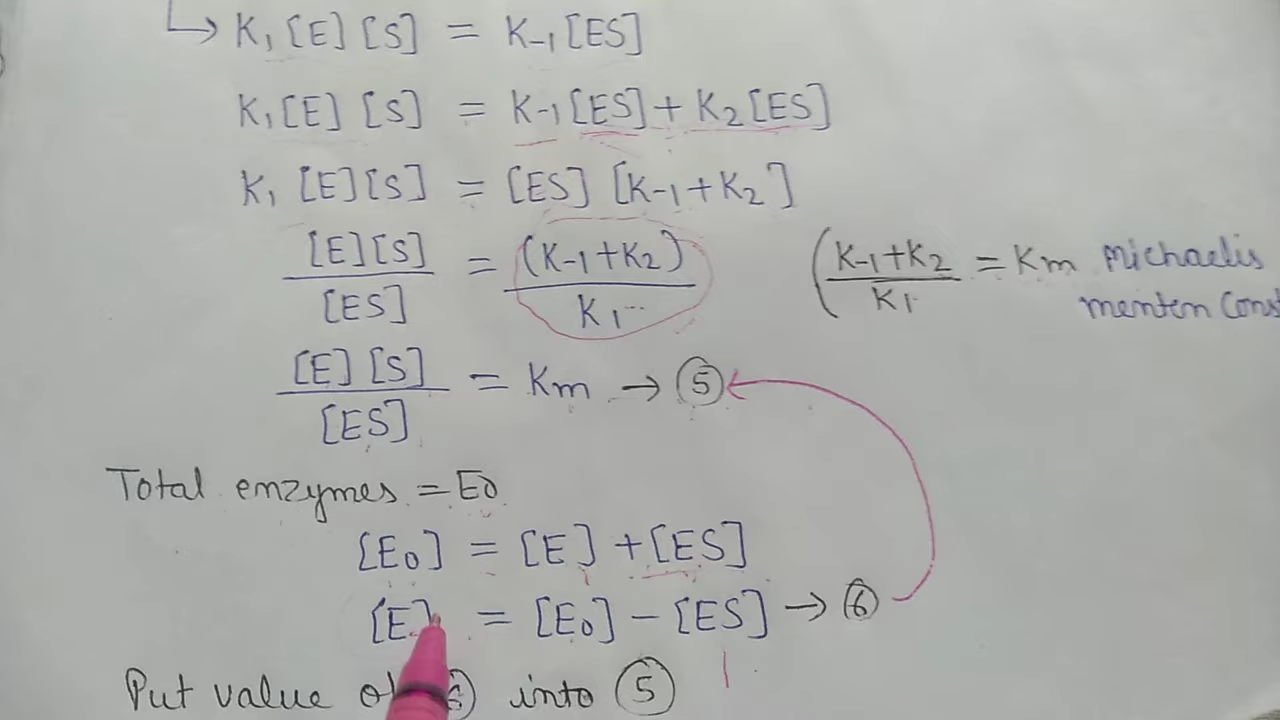 ↳ K₁[E][S] = K-₁[ES]
K₁[E][S] = K-₁[ES] + K₂[ES]
K₁[E][S] = [ES][K-₁+K₂]
[E][S]/[ES] = (K-₁+K₂)/K₁
(K-₁+K₂/K₁ = Km Michaelis
menten Cons
[E][S]/[ES] = Km → ⑤
Total enzymes = E₀
[E₀] = [E] + [ES]
[E] = [E₀] - [ES] → ⑥
Put value into ⑤